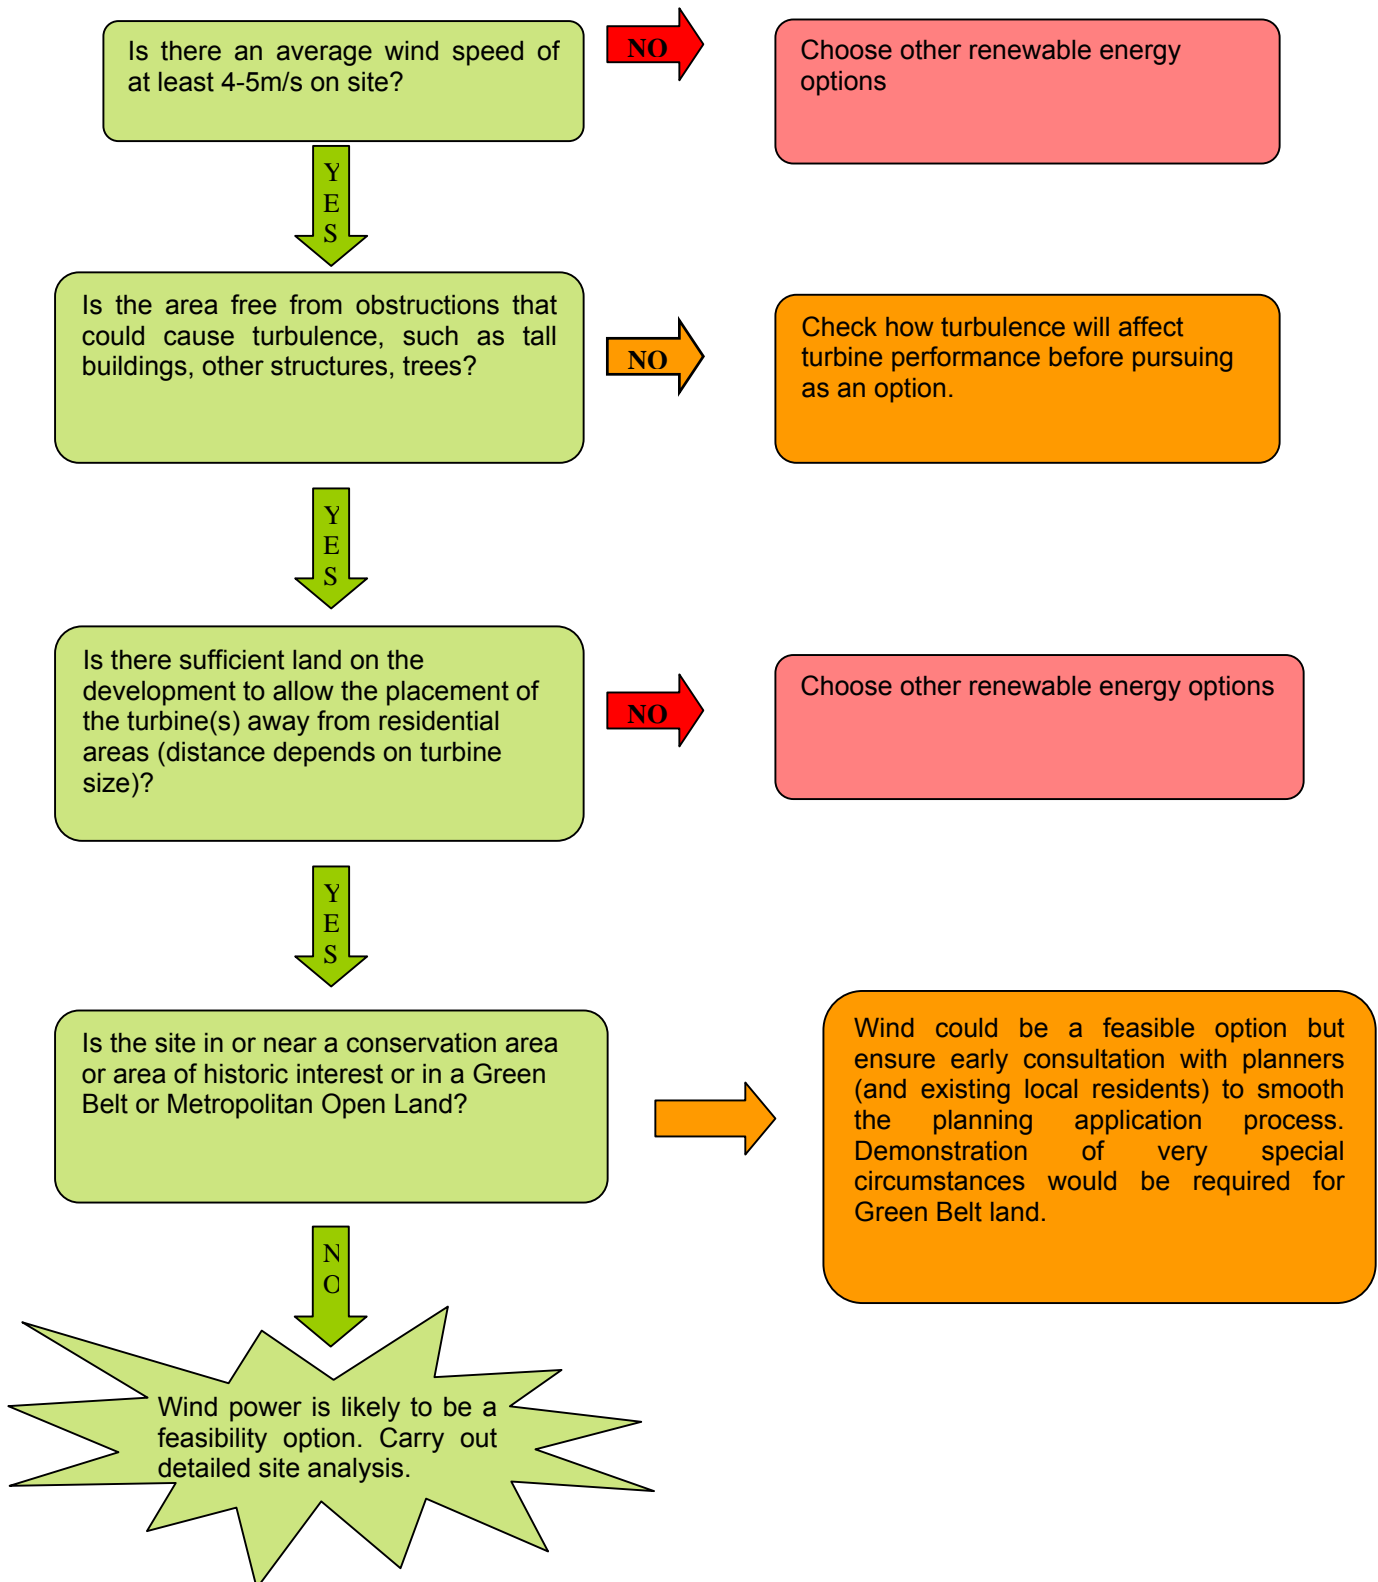 Is there an average wind speed of
at least 4-5m/s on site?
NO
Choose other renewable energy
options
Y
E
S
Is the area free from obstructions that
could cause turbulence, such as tall
buildings, other structures, trees?
NO
Check how turbulence will affect
turbine performance before pursuing
as an option.
Y
E
S
Is there sufficient land on the
development to allow the placement of
the turbine(s) away from residential
areas (distance depends on turbine
size)?
NO
Choose other renewable energy options
Y
E
S
Is the site in or near a conservation area
or area of historic interest or in a Green
Belt or Metropolitan Open Land?
Wind could be a feasible option but
ensure early consultation with planners
(and existing local residents) to smooth
the planning application process.
Demonstration of very special
circumstances would be required for
Green Belt land.
N
O
Wind power is likely to be a
feasibility option. Carry out
detailed site analysis.